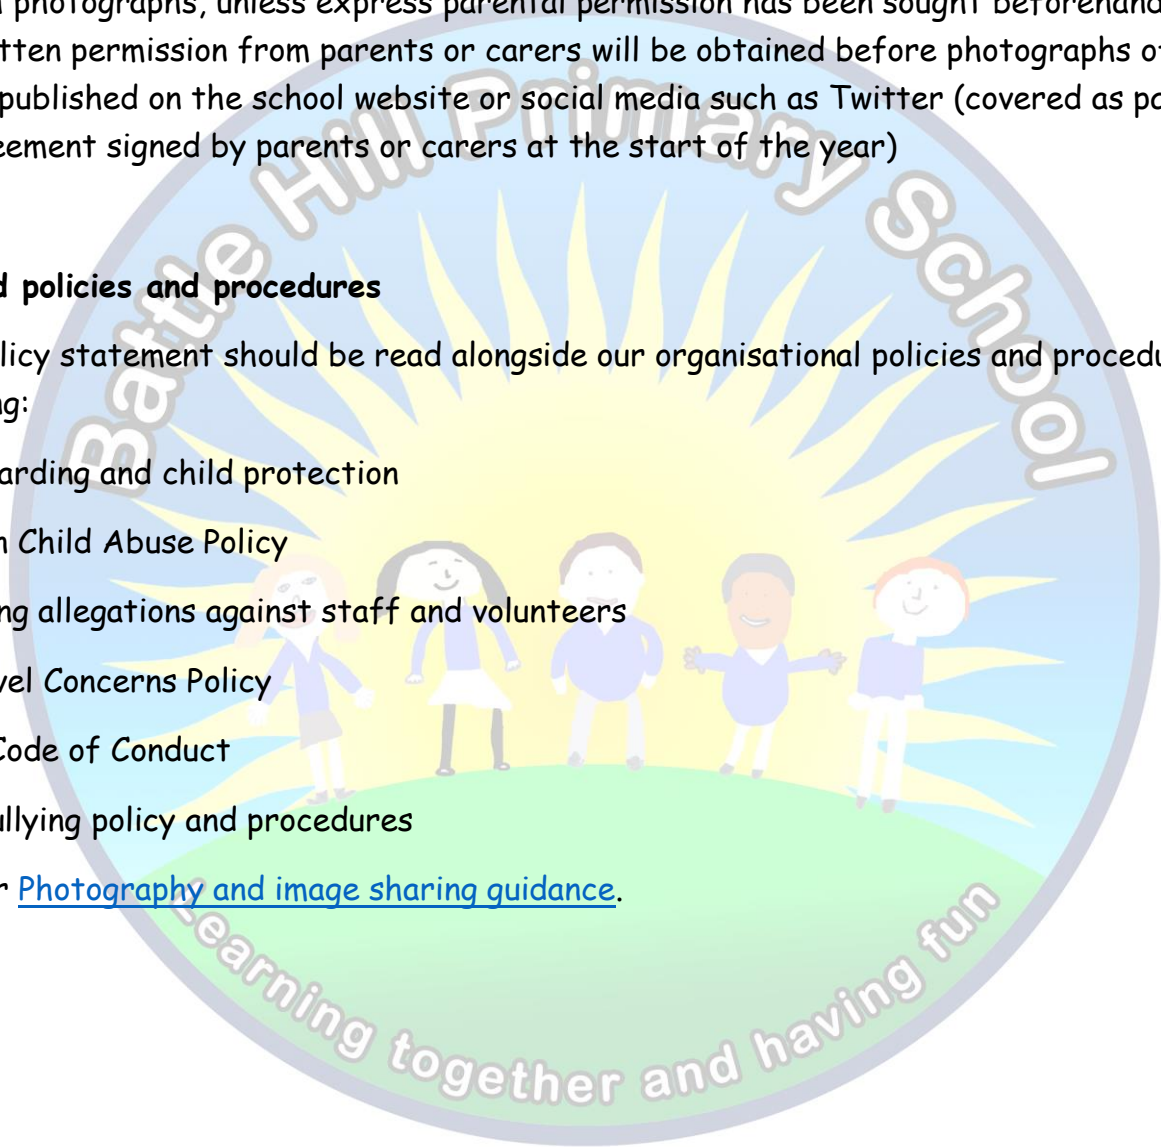 photographs, unless express parental permission has been sought beforehand
tten permission from parents or carers will be obtained before photographs of
published on the school website or social media such as Twitter (covered as pa
eement signed by parents or carers at the start of the year)
d policies and procedures
licy statement should be read alongside our organisational policies and procedu
ng:
arding and child protection
n Child Abuse Policy
ng allegations against staff and volunteers
vel Concerns Policy
Code of Conduct
ullying policy and procedures
r Photography and image sharing guidance.
Battle Hill Primary School
Learning together and having fun